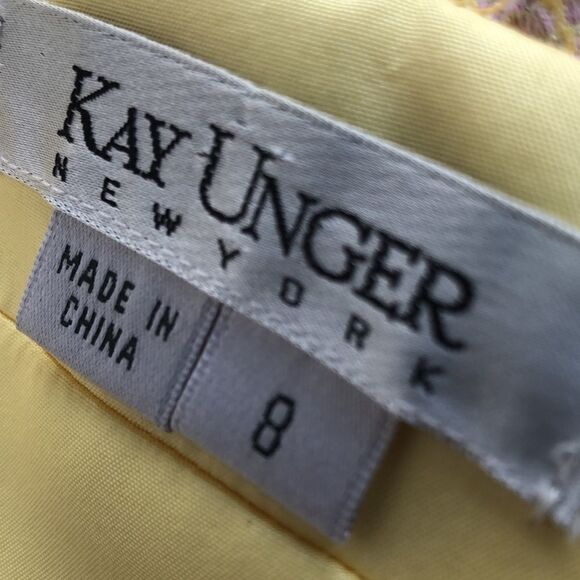 KAY UNGER
NEW YORK
MADE IN
CHINA
8